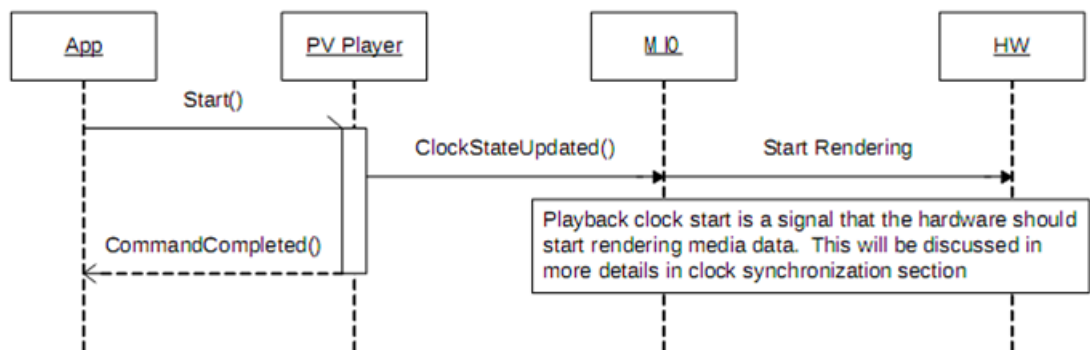 App
PV Player
MIO
HW
Start()
ClockStateUpdated()
Start Rendering
Playback clock start is a signal that the hardware should
start rendering media data. This will be discussed in
more details in clock synchronization section
CommandCompleted()